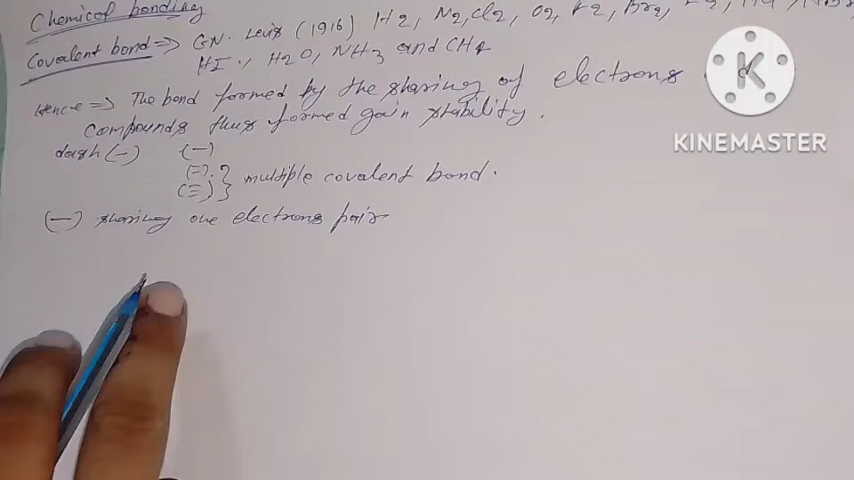 Chemical bonding
Covalent bond => GN. Lewis (1916) H2, N2, Cl2, O2, F2, Br2,
HI., H2O, NH3 and CH4
Hence => The bond formed by the sharing of electrons
compounds thus formed gain stability.
dash (-) (-)
(=)
(≡) } multiple covalent bond.
(—) sharing one electrons pair
K
KINEMASTER